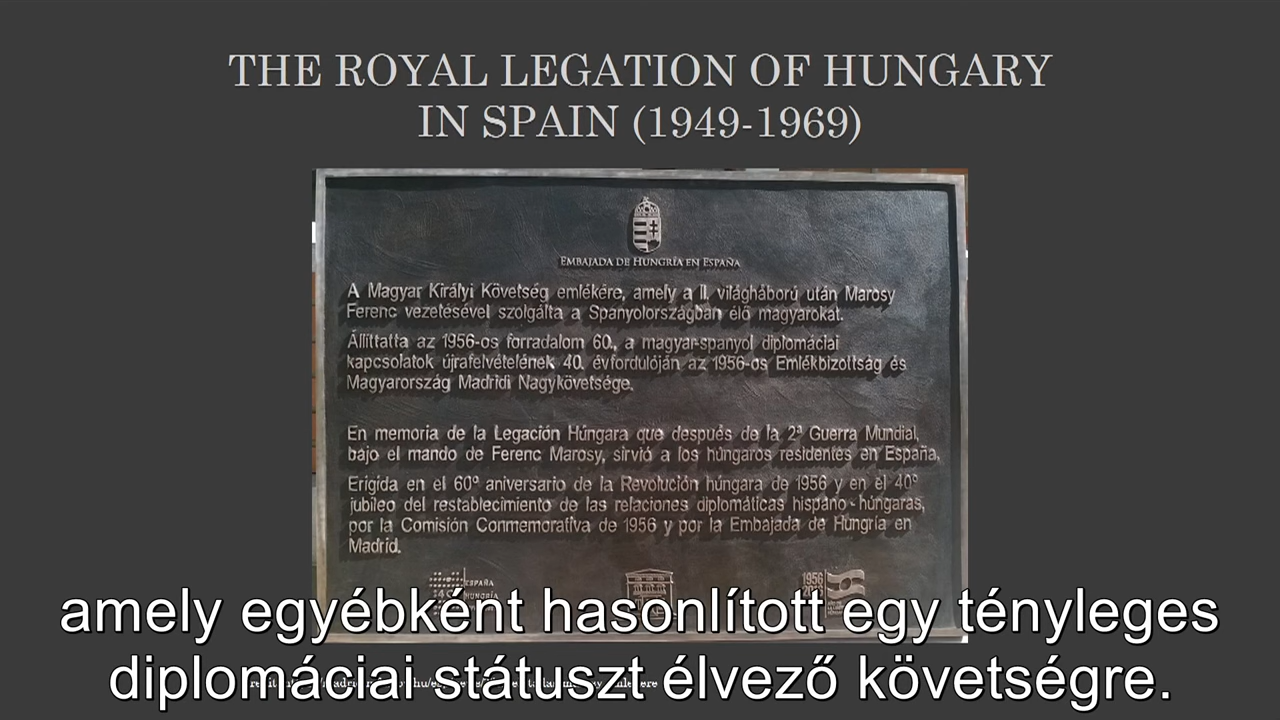 THE ROYAL LEGATION OF HUNGARY
IN SPAIN (1949-1969)
EMBAJADA DE HUNGRÍA EN ESPAÑA
A Magyar Királyi Követség emlékére, amely a II. világháború után Marosy
Ferenc vezetésével szolgálta a Spanyolországban élő magyarokat.
Állíttatta az 1956-os forradalom 60., a magyar-spanyol diplomáciai
kapcsolatok újrafelvételének 40. évfordulóján az 1956-os Emlékbizottság és
Magyarország Madridi Nagykövetsége.
En memoria de la Legación Húngara que después de la 2ª Guerra Mundial,
bajo el mando de Ferenc Marosy, sirvió a los húngaros residentes en España.
Erigida en el 60º aniversario de la Revolución húngara de 1956 y en el 40º
jubileo del restablecimiento de las relaciones diplomáticas hispano-húngaras,
por la Comisión Conmemorativa de 1956 y por la Embajada de Hungría en
Madrid.
ESPAÑA
HUNGRÍA
1956
amely egyébként hasonlított egy tényleges
diplomáciai státuszt élvező követségre.